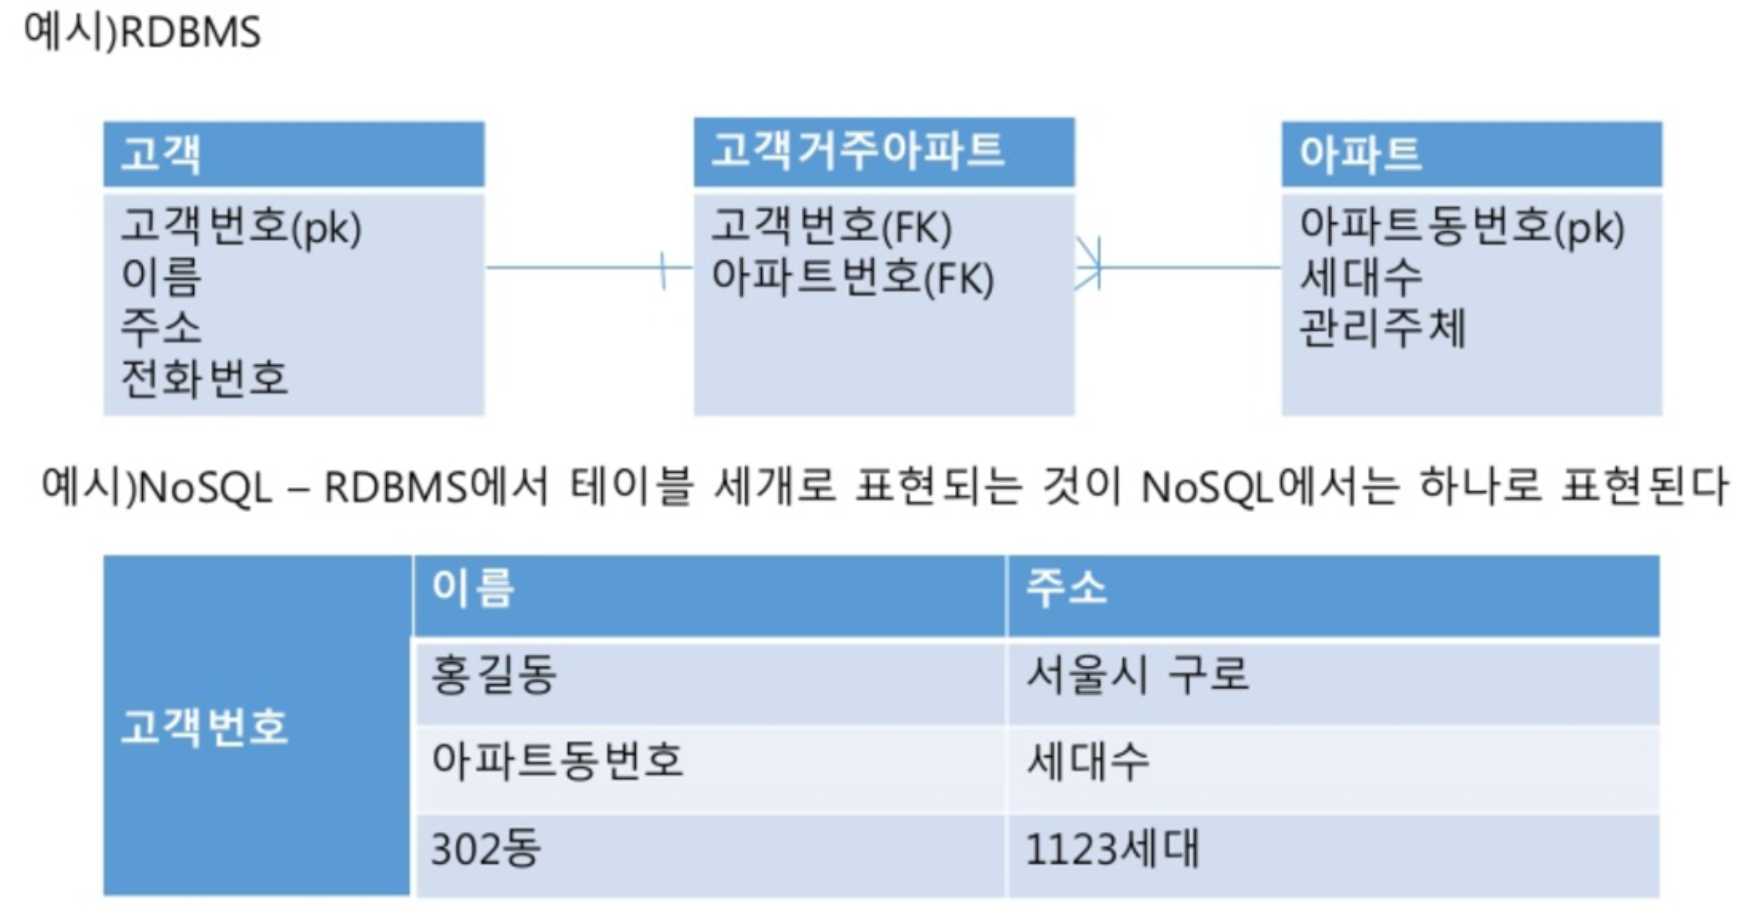 예시)RDBMS
고객
고객번호(pk)
이름
주소
전화번호
고객거주아파트
고객번호(FK)
아파트번호(FK)
아파트
아파트동번호(pk)
세대수
관리주체
예시)NoSQL – RDBMS에서 테이블 세개로 표현되는 것이 NoSQL에서는 하나로 표현된다
고객번호
이름 주소
홍길동 서울시 구로
아파트동번호 세대수
302동 1123세대